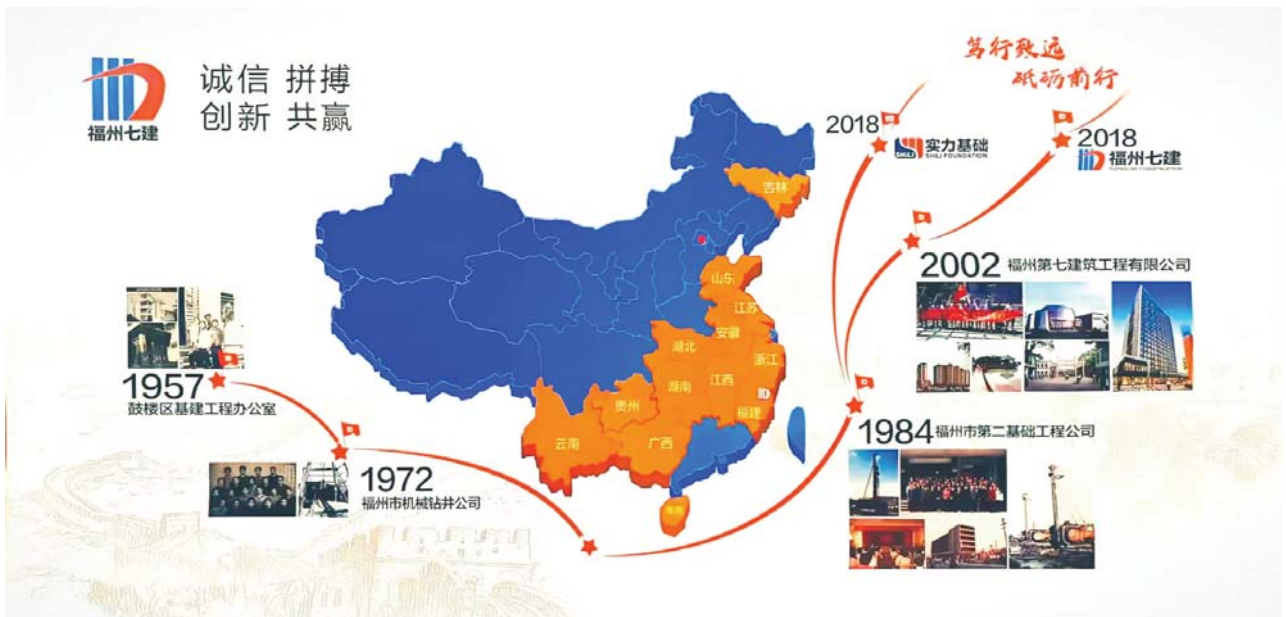 福州七建
诚信 拼搏
创新 共赢
笃行致远
砥砺前行
2018
SHILI
实力基础
SHILI FOUNDATION
2018
福州七建
吉林
山东
江苏
安徽
湖北
浙江
湖南
江西
贵州
福建
云南
广西
海南
1957
鼓楼区基建工程办公室
1972
福州市机械钻井公司
1984 福州市第二基础工程公司
2002 福州第七建筑工程有限公司